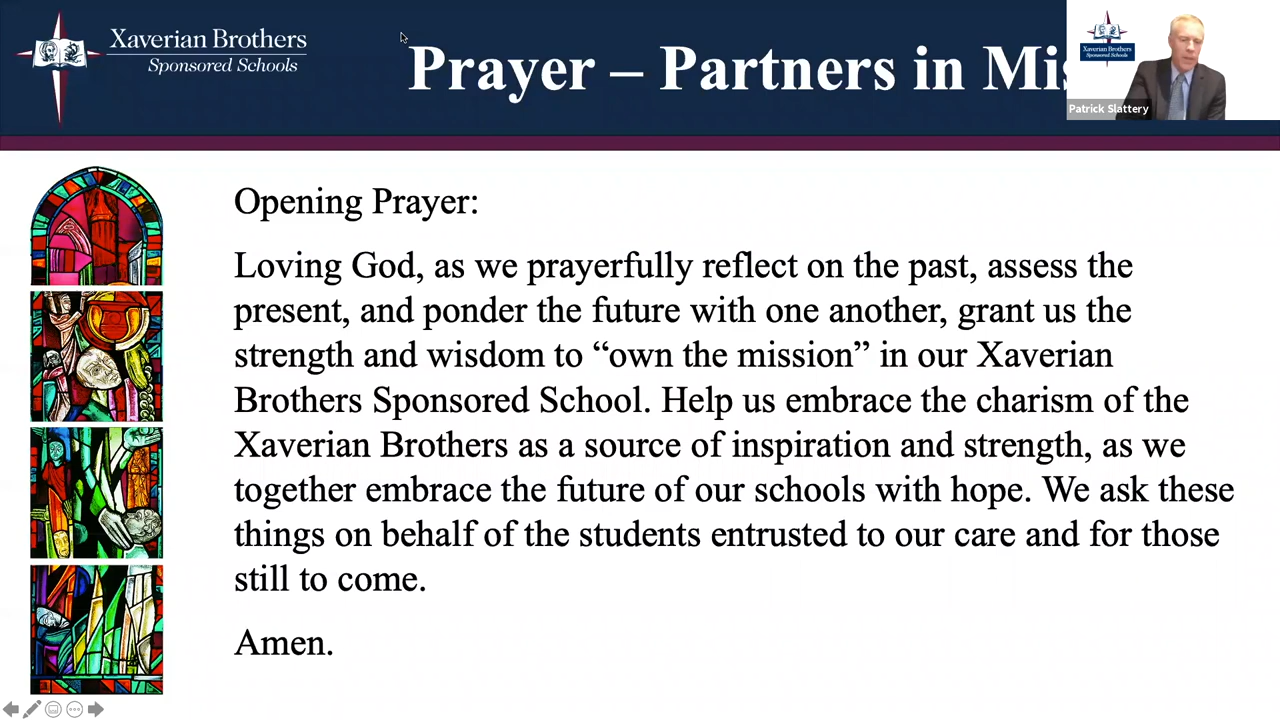 Xaverian Brothers
Sponsored Schools
Prayer – Partners in Mis
Xaverian Brothers
Sponsored Schools
Patrick Slattery
Opening Prayer:
Loving God, as we prayerfully reflect on the past, assess the
present, and ponder the future with one another, grant us the
strength and wisdom to “own the mission” in our Xaverian
Brothers Sponsored School. Help us embrace the charism of the
Xaverian Brothers as a source of inspiration and strength, as we
together embrace the future of our schools with hope. We ask these
things on behalf of the students entrusted to our care and for those
still to come.
Amen.